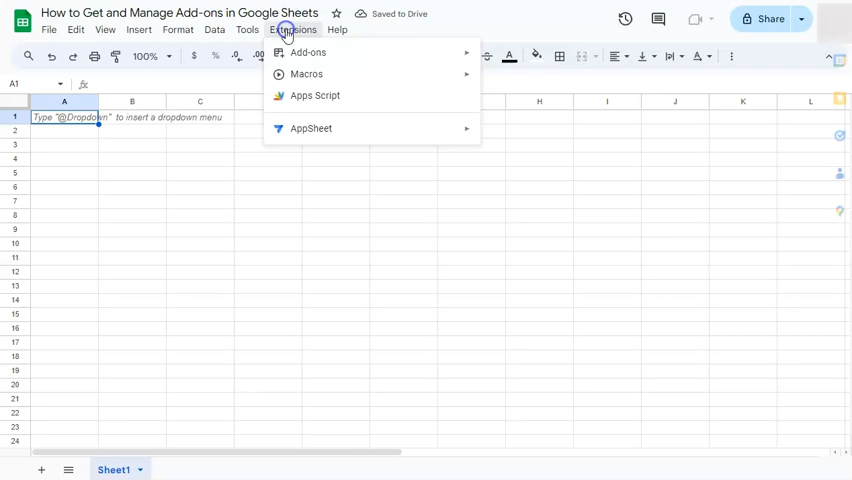 How to Get and Manage Add-ons in Google Sheets
Saved to Drive
File Edit View Insert Format Data Tools Extensions Help
Share
100% $ % .0 .00
Add-ons
Macros
Apps Script
AppSheet
A1
fx
A B C H I J K L
1 Type "@Dropdown" to insert a dropdown menu
2
3
4
5
6
7
8
9
10
11
12
13
14
15
16
17
18
19
20
21
22
23
24
+ Sheet1